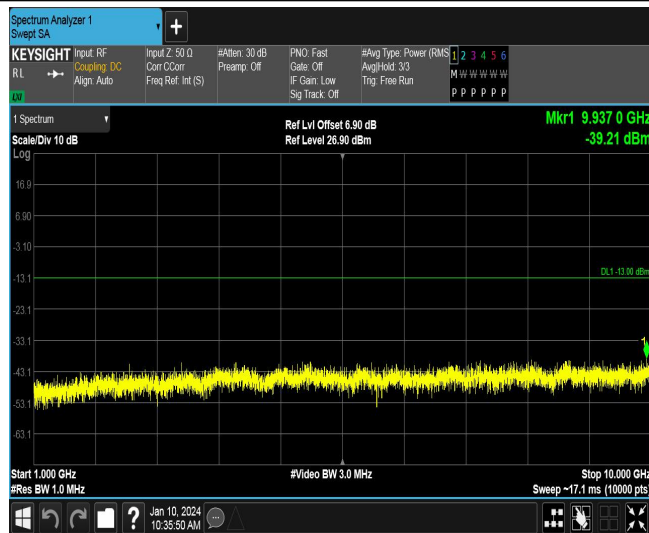 Spectrum Analyzer 1
Swept SA
+
KEYSIGHT
RL
LXI
Input: RF
Coupling: DC
Align: Auto
Input Z: 50 Ω
Corr CCorr
Freq Ref: Int (S)
#Atten: 30 dB
Preamp: Off
PNO: Fast
Gate: Off
IF Gain: Low
Sig Track: Off
#Avg Type: Power (RMS
Avg|Hold: 3/3
Trig: Free Run
1 2 3 4 5 6
M W W W W W
P P P P P P
1 Spectrum
Scale/Div 10 dB
Log
Ref Lvl Offset 6.90 dB
Ref Level 26.90 dBm
Mkr1 9.937 0 GHz
-39.21 dBm
16.9
6.90
-3.10
-13.1
DL1 -13.00 dBm
-23.1
-33.1
1
-43.1
-53.1
-63.1
Start 1.000 GHz
#Video BW 3.0 MHz
Stop 10.000 GHz
#Res BW 1.0 MHz
Sweep ~17.1 ms (10000 pts)
?
Jan 10, 2024
10:35:50 AM